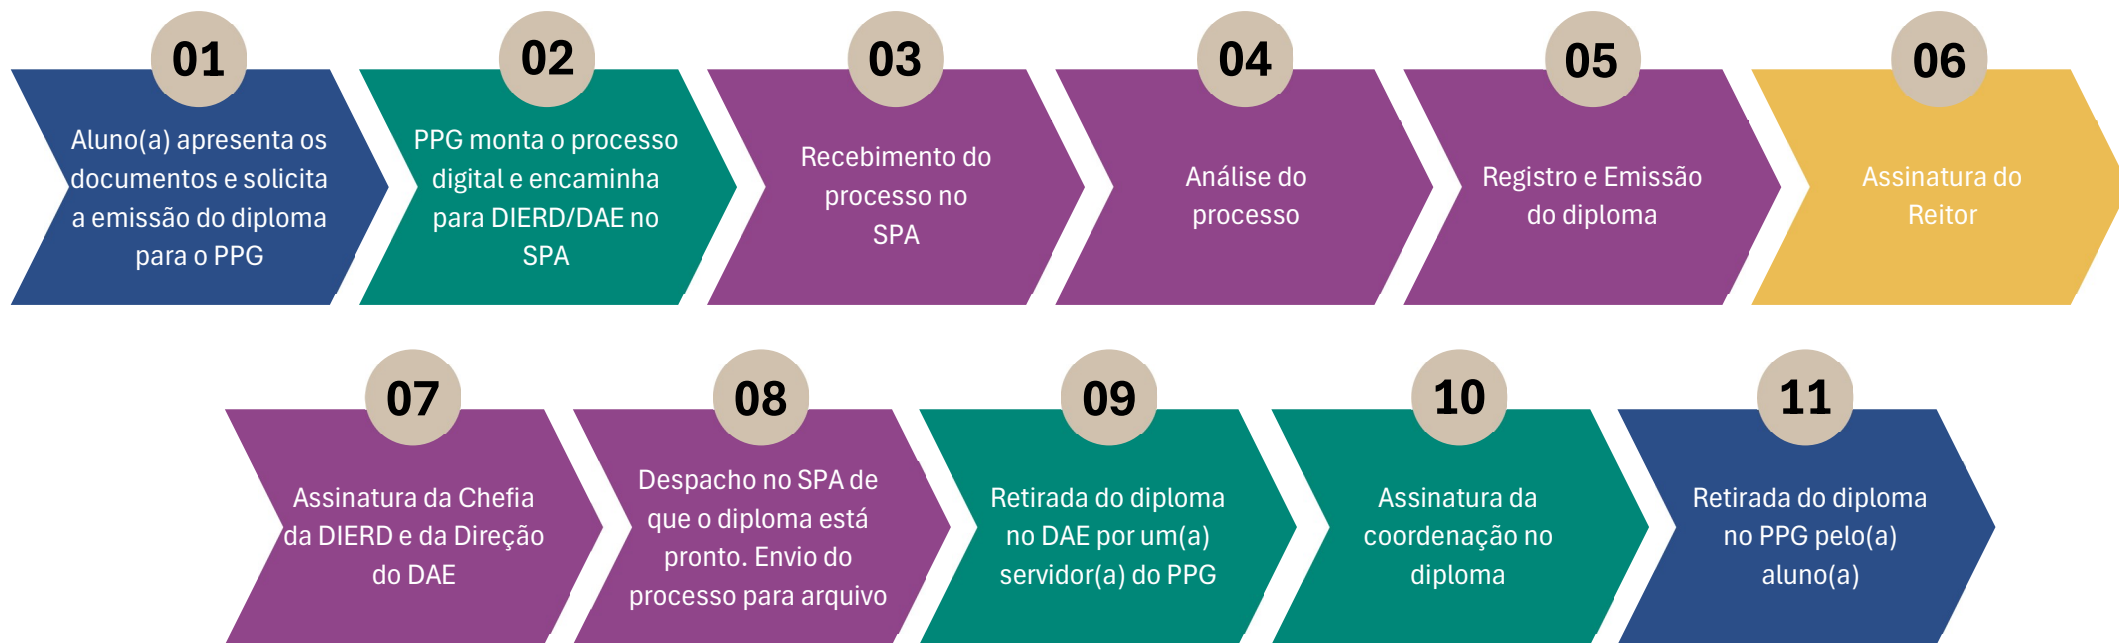 01
Aluno(a) apresenta os
documentos e solicita
a emissão do diploma
para o PPG
02
PPG monta o processo
digital e encaminha
para DIERD/DAE no
SPA
03
Recebimento do
processo no
SPA
04
Análise do
processo
05
Registro e Emissão
do diploma
06
Assinatura do
Reitor
07
Assinatura da Chefia
da DIERD e da Direção
do DAE
08
Despacho no SPA de
que o diploma está
pronto. Envio do
processo para arquivo
09
Retirada do diploma
no DAE por um(a)
servidor(a) do PPG
10
Assinatura da
coordenação no
diploma
11
Retirada do diploma
no PPG pelo(a)
aluno(a)